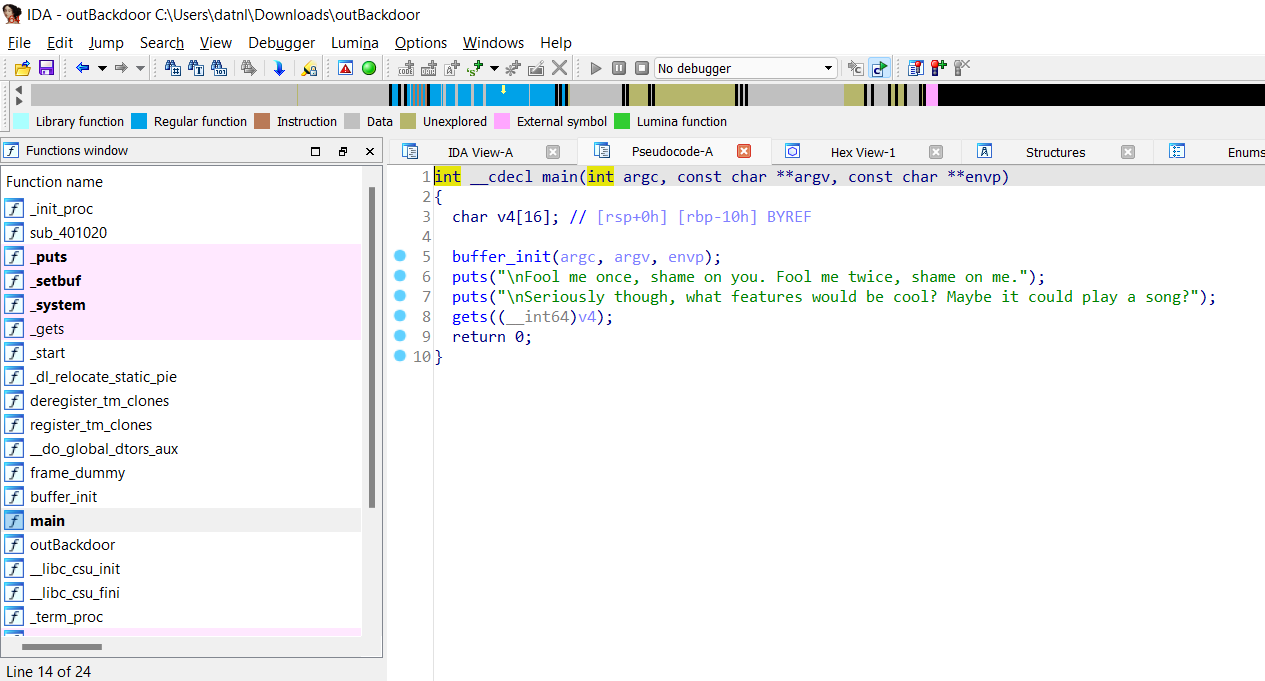 IDA - outBackdoor C:\Users\datnl\Downloads\outBackdoor
File Edit Jump Search View Debugger Lumina Options Windows Help
No debugger
Library function Regular function Instruction Data Unexplored External symbol Lumina function
Functions window
IDA View-A Pseudocode-A Hex View-1 Structures Enums
Function name
_init_proc
sub_401020
_puts
_setbuf
_system
_gets
_start
_dl_relocate_static_pie
deregister_tm_clones
register_tm_clones
__do_global_dtors_aux
frame_dummy
buffer_init
main
outBackdoor
__libc_csu_init
__libc_csu_fini
_term_proc
Line 14 of 24
1 int __cdecl main(int argc, const char **argv, const char **envp)
2 {
3 char v4[16]; // [rsp+0h] [rbp-10h] BYREF
4
5 buffer_init(argc, argv, envp);
6 puts("\nFool me once, shame on you. Fool me twice, shame on me.");
7 puts("\nSeriously though, what features would be cool? Maybe it could play a song?");
8 gets((__int64)v4);
9 return 0;
10 }